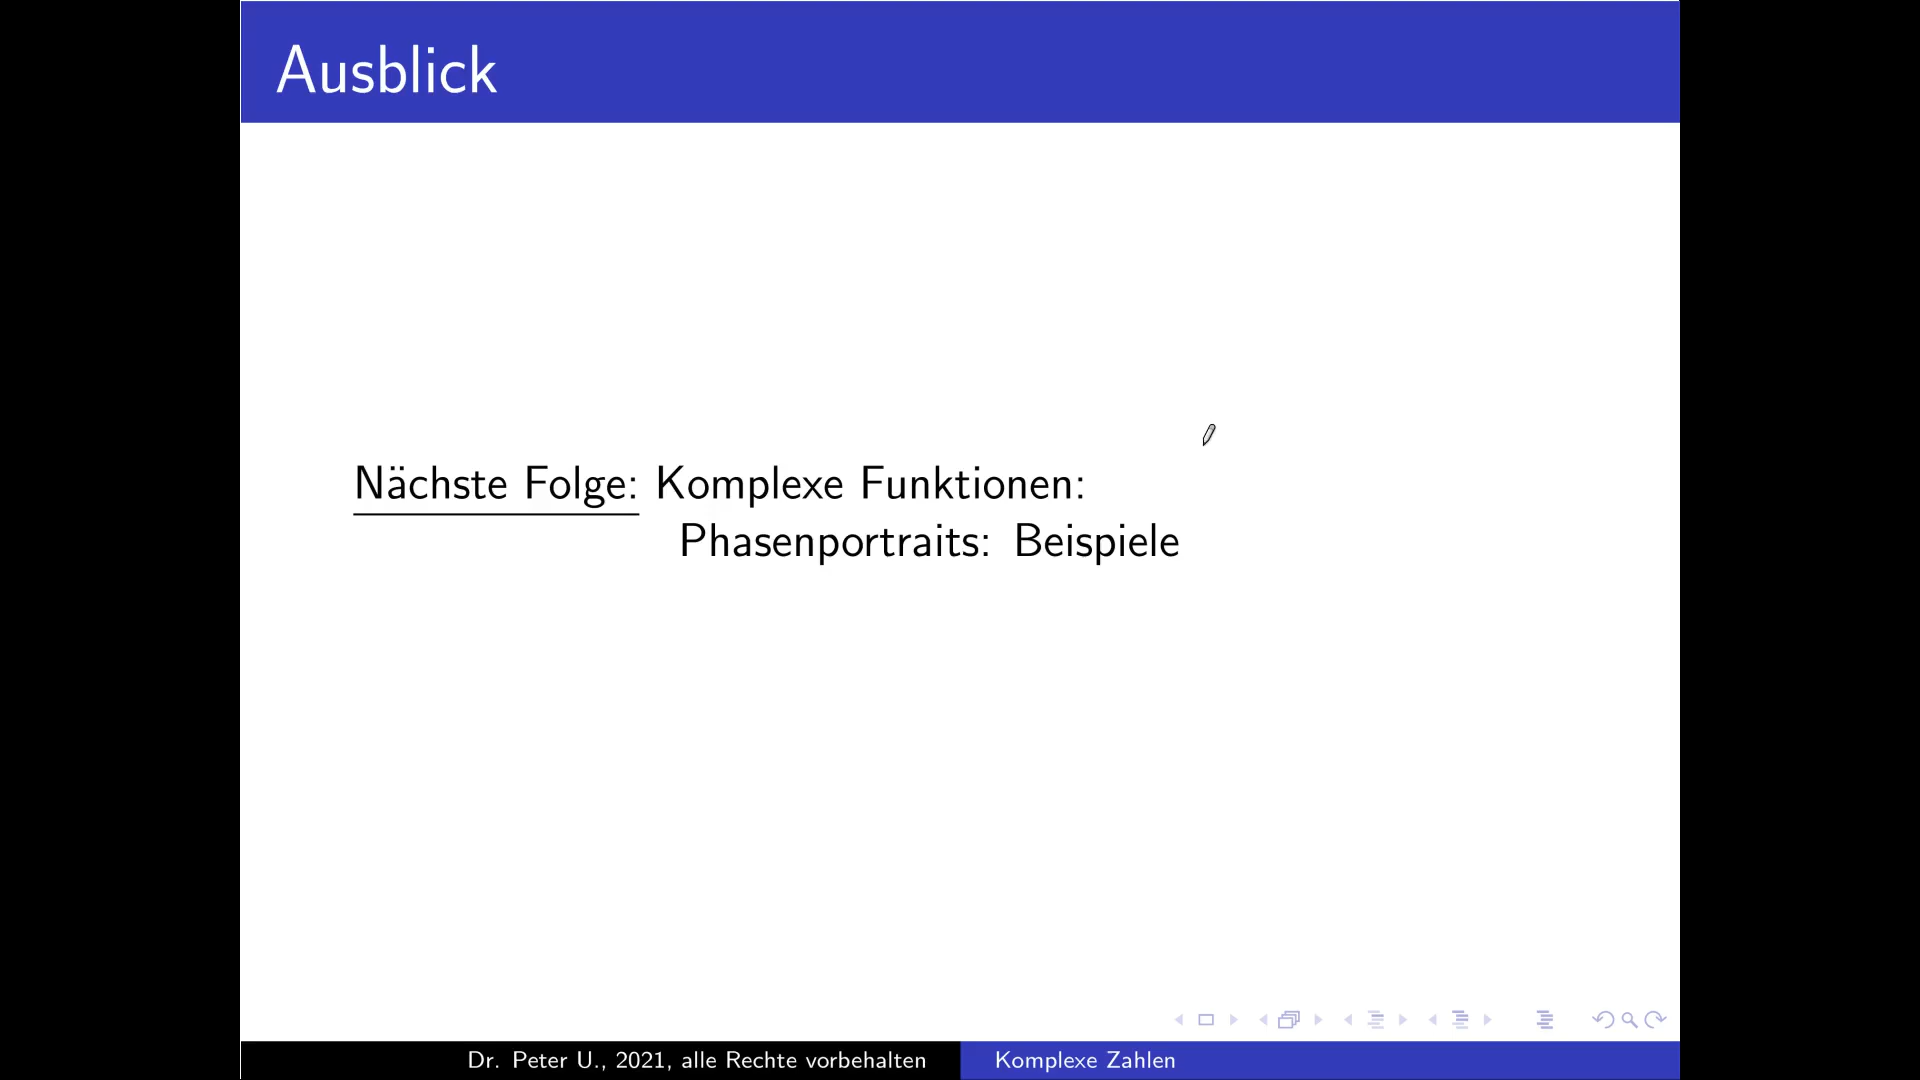 Ausblick
Nächste Folge: Komplexe Funktionen:
Phasenportraits: Beispiele
Dr. Peter U., 2021, alle Rechte vorbehalten
Komplexe Zahlen